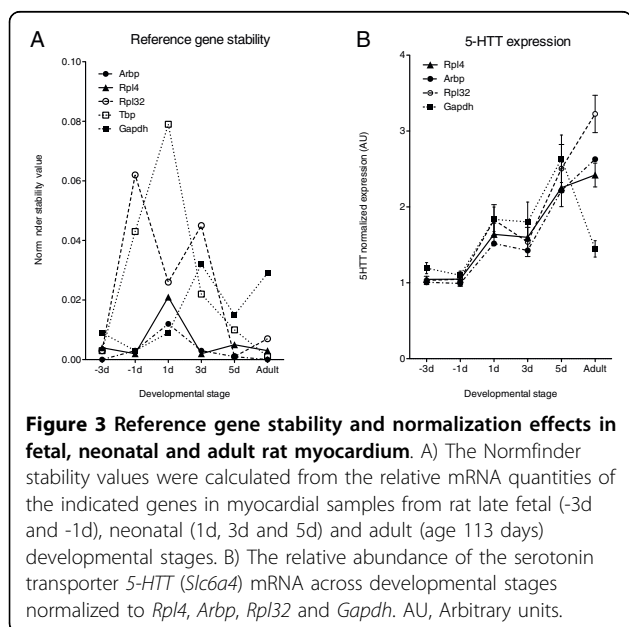 A
Reference gene stability
0.10
0.08
0.06
0.04
0.02
0.00
Arbp
Rpl4
Rpl32
Tbp
Gapdh
Norm nder stability value
-3d -1d 1d 3d 5d Adult
Developmental stage
B
5-HTT expression
4
3
2
1
0
Rpl4
Arbp
Rpl32
Gapdh
5HTT normalized expression (AU)
-3d -1d 1d 3d 5d Adult
Developmental stage
Figure 3 Reference gene stability and normalization effects in
fetal, neonatal and adult rat myocardium. A) The Normfinder
stability values were calculated from the relative mRNA quantities of
the indicated genes in myocardial samples from rat late fetal (-3d
and -1d), neonatal (1d, 3d and 5d) and adult (age 113 days)
developmental stages. B) The relative abundance of the serotonin
transporter 5-HTT (Slc6a4) mRNA across developmental stages
normalized to Rpl4, Arbp, Rpl32 and Gapdh. AU, Arbitrary units.